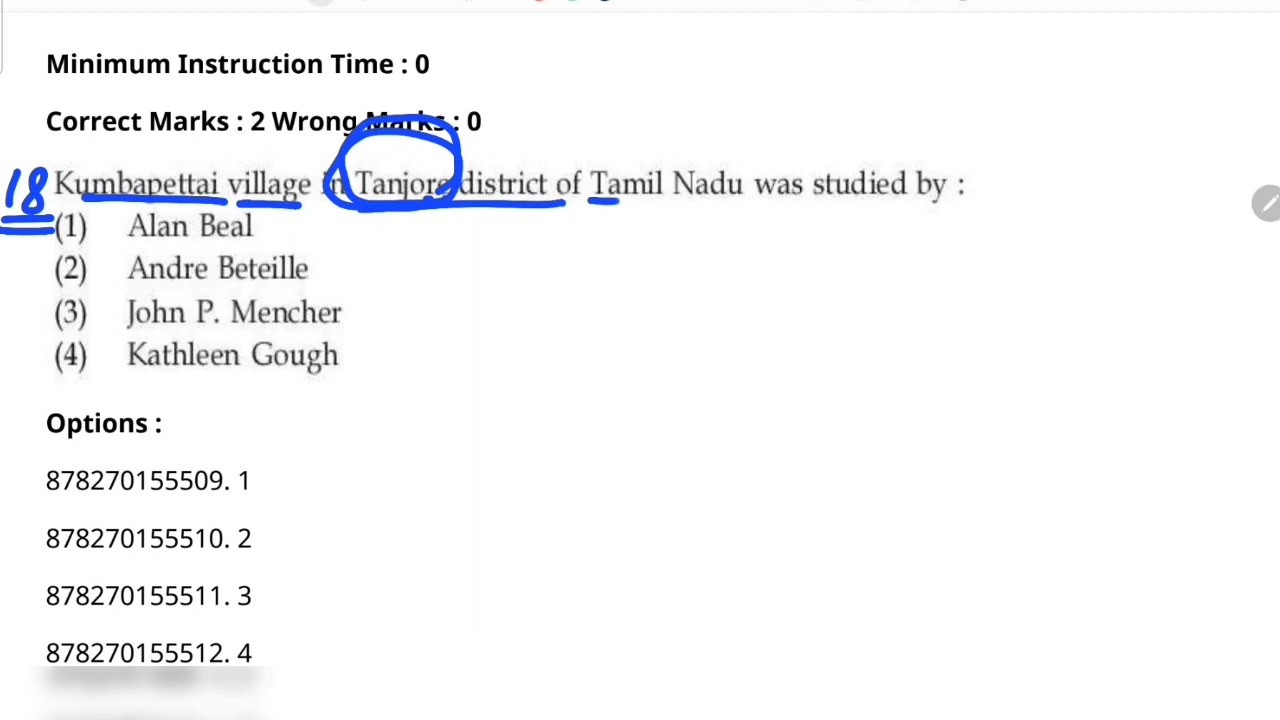 Minimum Instruction Time : 0
Correct Marks : 2 Wrong Marks : 0
18 Kumbapettai village in Tanjore district of Tamil Nadu was studied by :
(1) Alan Beal
(2) Andre Beteille
(3) John P. Mencher
(4) Kathleen Gough
Options :
878270155509. 1
878270155510. 2
878270155511. 3
878270155512. 4